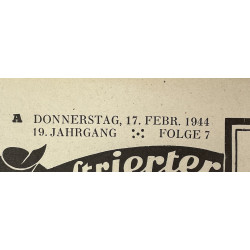 A DONNERSTAG, 17. FEBR. 1944
19. JAHRGANG FOLGE 7